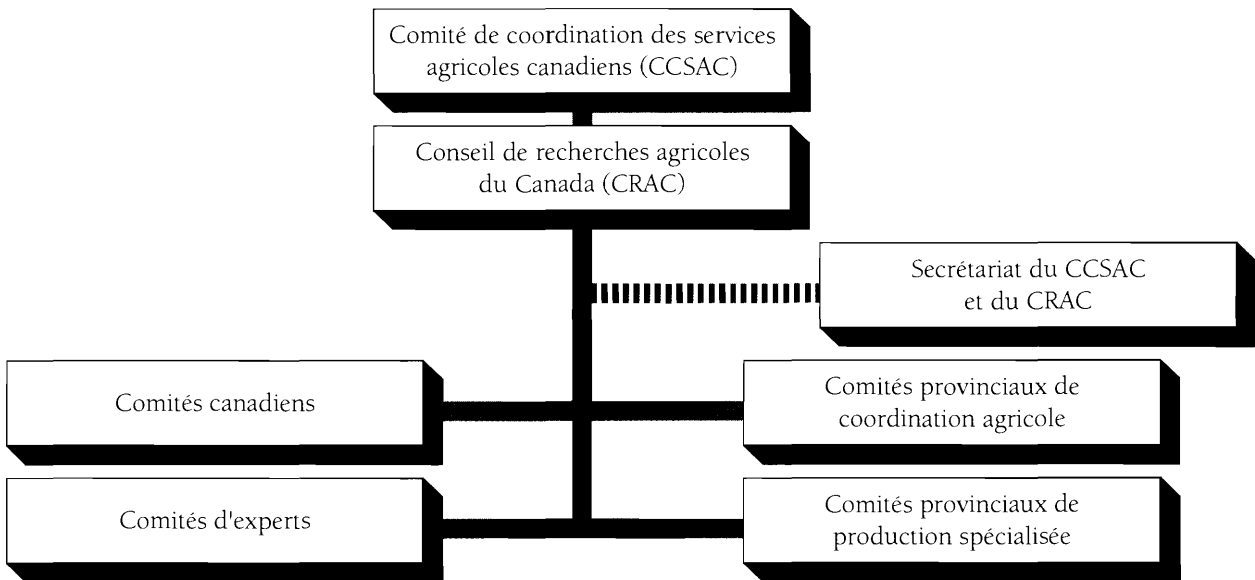 Comité de coordination des services
agricoles canadiens (CCSAC)
Conseil de recherches agricoles
du Canada (CRAC)
Secrétariat du CCSAC
et du CRAC
Comités canadiens
Comités provinciaux de
coordination agricole
Comités d'experts
Comités provinciaux de
production spécialisée